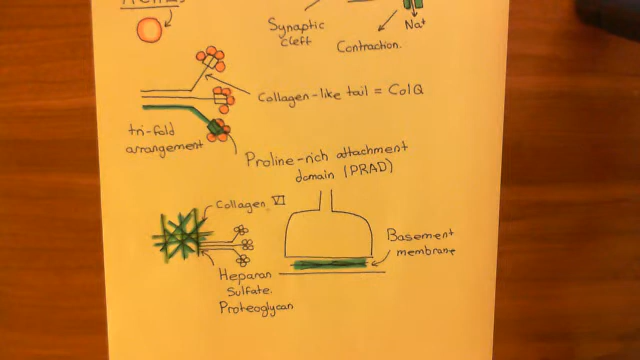 Synaptic
cleft
Na+
Contraction.
Collagen-like tail = ColQ
tri-fold
arrangement
Proline-rich attachment
domain (PRAD)
Collagen VI
Basement
membrane
Heparan
Sulfate
Proteoglycan